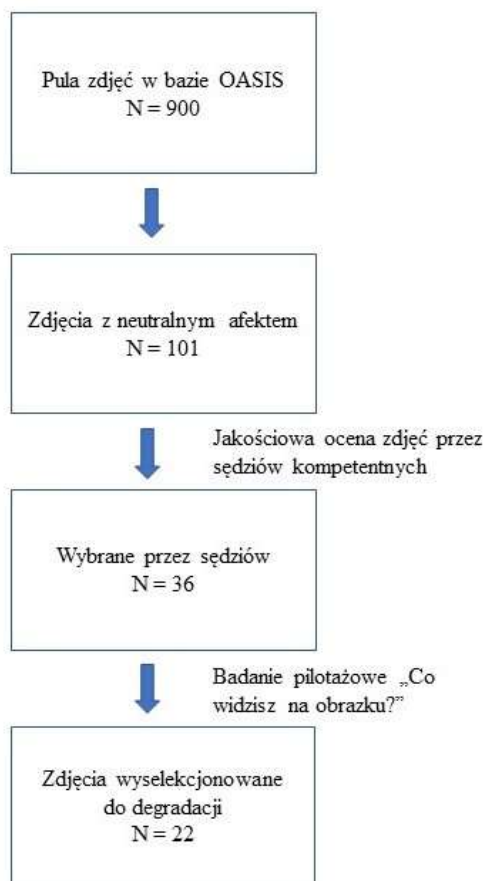 Pula zdjęć w bazie OASIS
N = 900
Zdjęcia z neutralnym afektem
N = 101
Jakościowa ocena zdjęć przez
sędziów kompetentnych
Wybrane przez sędziów
N = 36
Badanie pilotażowe „Co
widzisz na obrazku?”
Zdjęcia wyselekcjonowane
do degradacji
N = 22